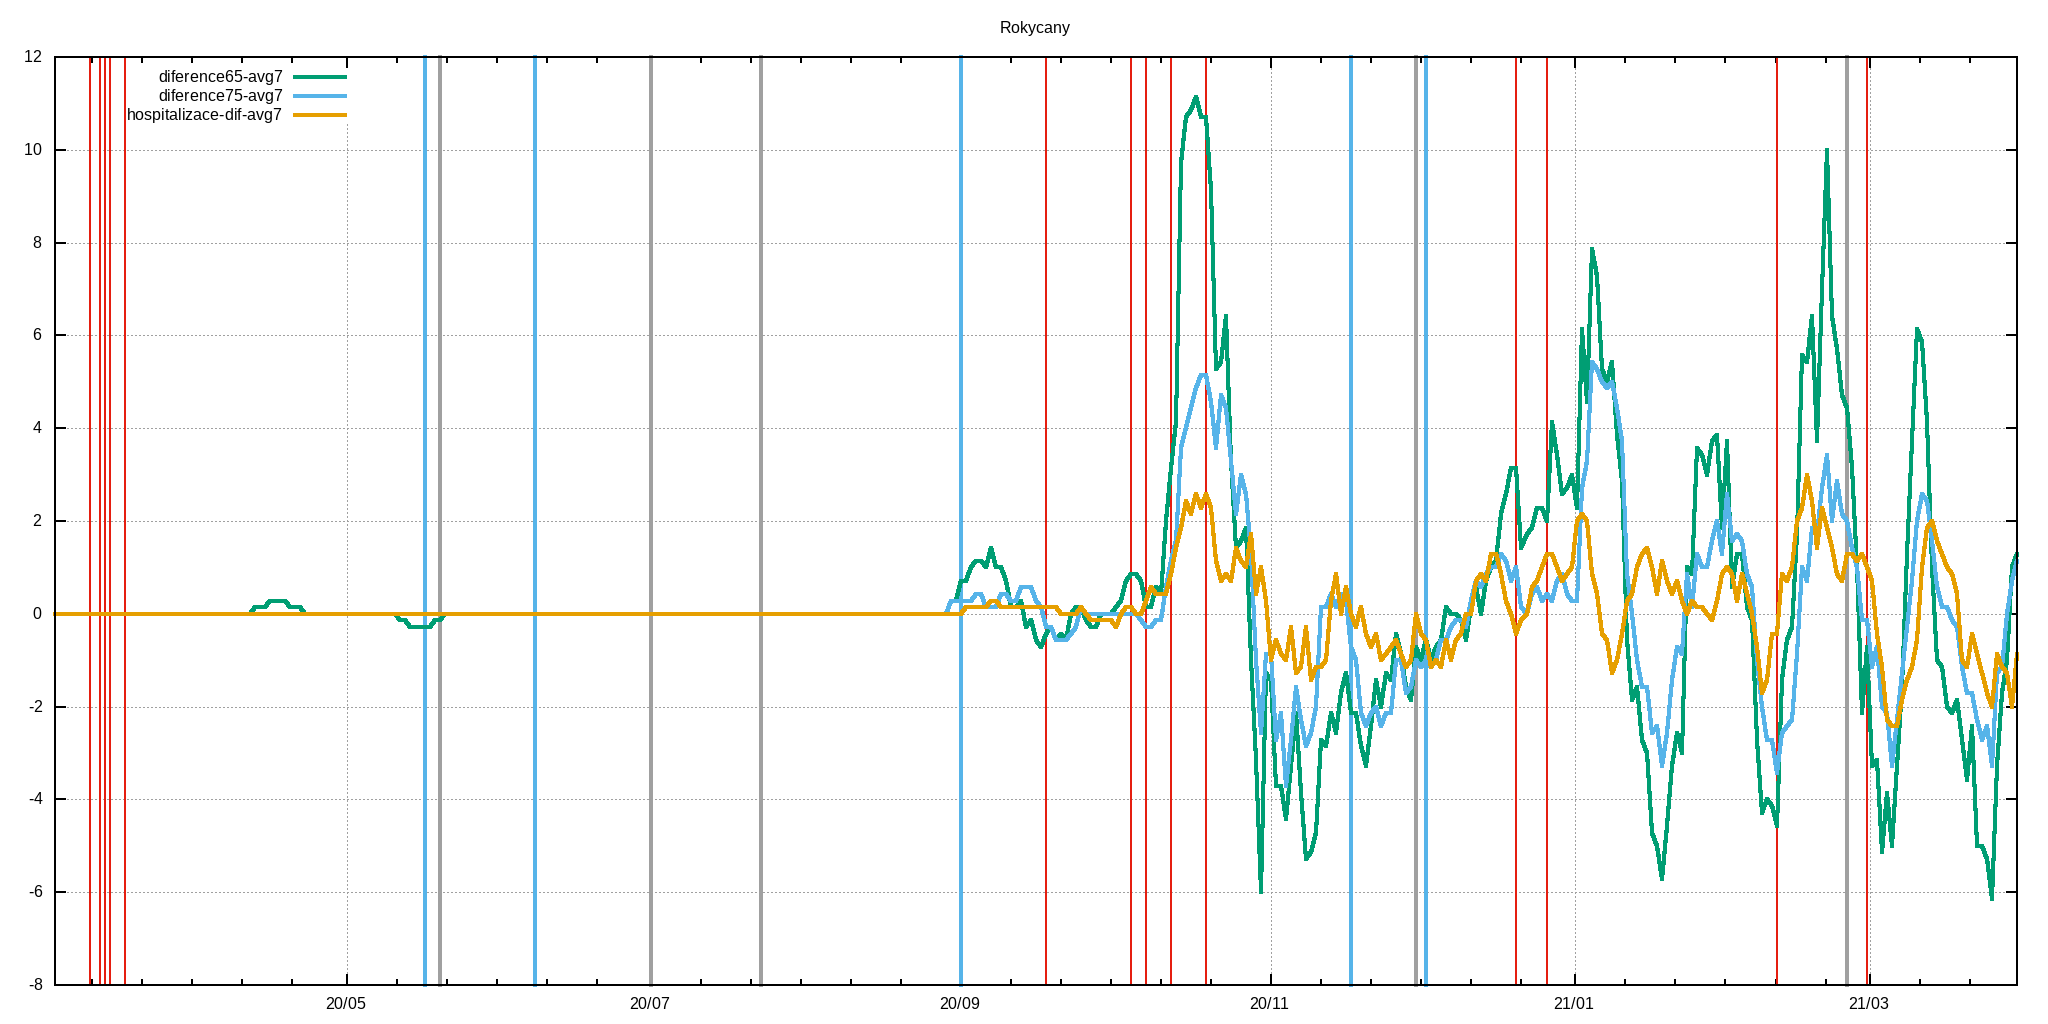 Rokycany
12
diference65-avg7
diference75-avg7
hospitalizace-dif-avg7
10
8
6
4
2
0
-2
-4
-6
-8
20/05 20/07 20/09 20/11 21/01 21/03